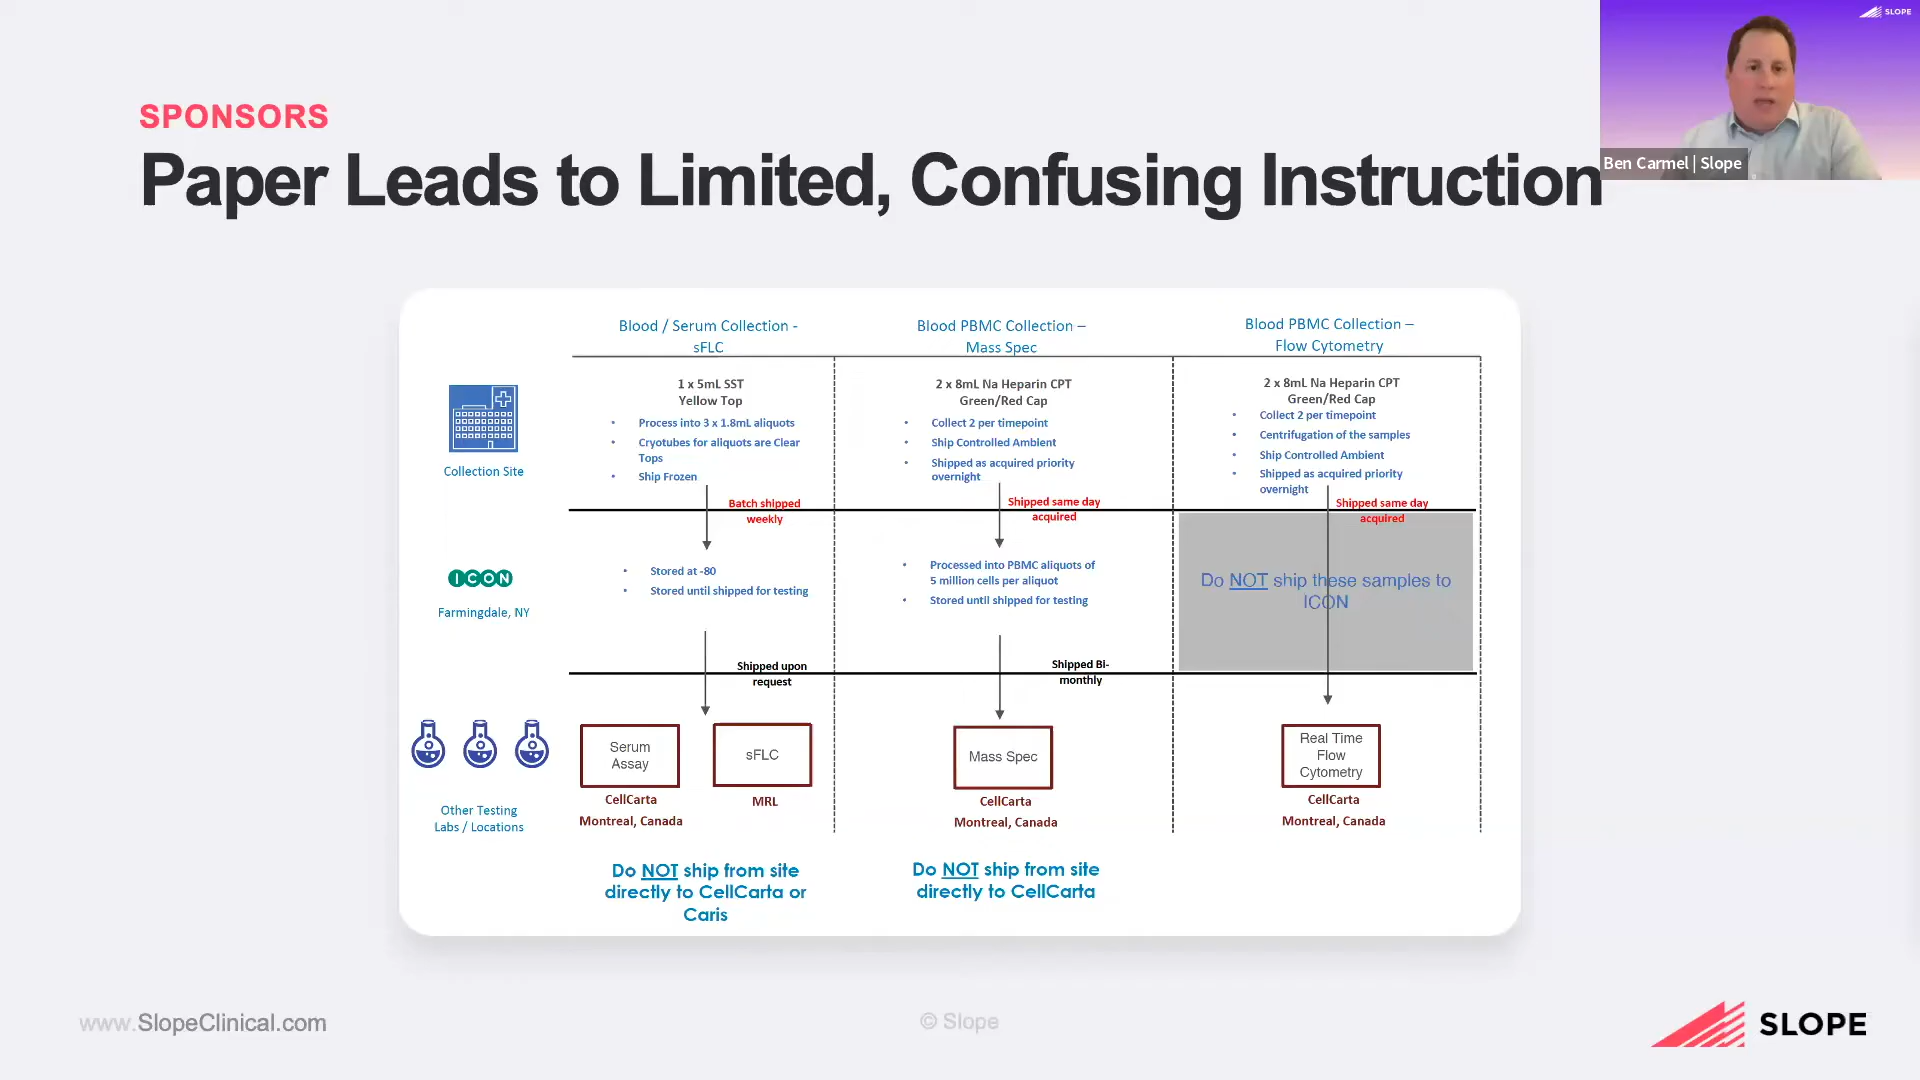 SLOPE
Ben Carmel | Slope
SPONSORS
Paper Leads to Limited, Confusing Instruction
Blood / Serum Collection -
sFLC
Blood PBMC Collection –
Mass Spec
Blood PBMC Collection –
Flow Cytometry
Collection Site
1 x 5mL SST
Yellow Top
• Process into 3 x 1.8mL aliquots
• Cryotubes for aliquots are Clear
Tops
• Ship Frozen
2 x 8mL Na Heparin CPT
Green/Red Cap
• Collect 2 per timepoint
• Ship Controlled Ambient
• Shipped as acquired priority
overnight
2 x 8mL Na Heparin CPT
Green/Red Cap
• Collect 2 per timepoint
• Centrifugation of the samples
• Ship Controlled Ambient
• Shipped as acquired priority
overnight
Batch shipped
weekly
Shipped same day
acquired
Shipped same day
acquired
ICON
Farmingdale, NY
• Stored at -80
• Stored until shipped for testing
• Processed into PBMC aliquots of
5 million cells per aliquot
• Stored until shipped for testing
Do NOT ship these samples to
ICON
Shipped upon
request
Shipped Bi-
monthly
Other Testing
Labs / Locations
Serum
Assay
CellCarta
Montreal, Canada
sFLC
MRL
Mass Spec
CellCarta
Montreal, Canada
Real Time
Flow
Cytometry
CellCarta
Montreal, Canada
Do NOT ship from site
directly to CellCarta or
Caris
Do NOT ship from site
directly to CellCarta
www.SlopeClinical.com
© Slope
SLOPE